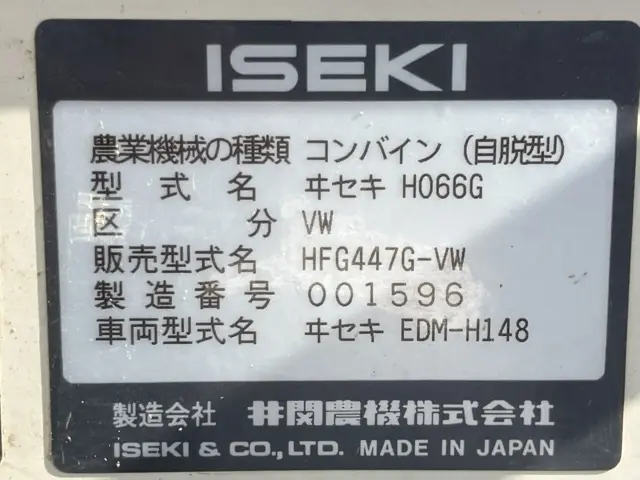 ISEKI
農業機械の種類 コンバイン (自脱型)
型式名 ヰセキ HO66G
区分 VW
販売型式名 HFG447G-VW
製造番号 001596
車両型式名 ヰセキ EDM-H148
製造会社 井関農機株式会社
ISEKI & CO.,LTD. MADE IN JAPAN